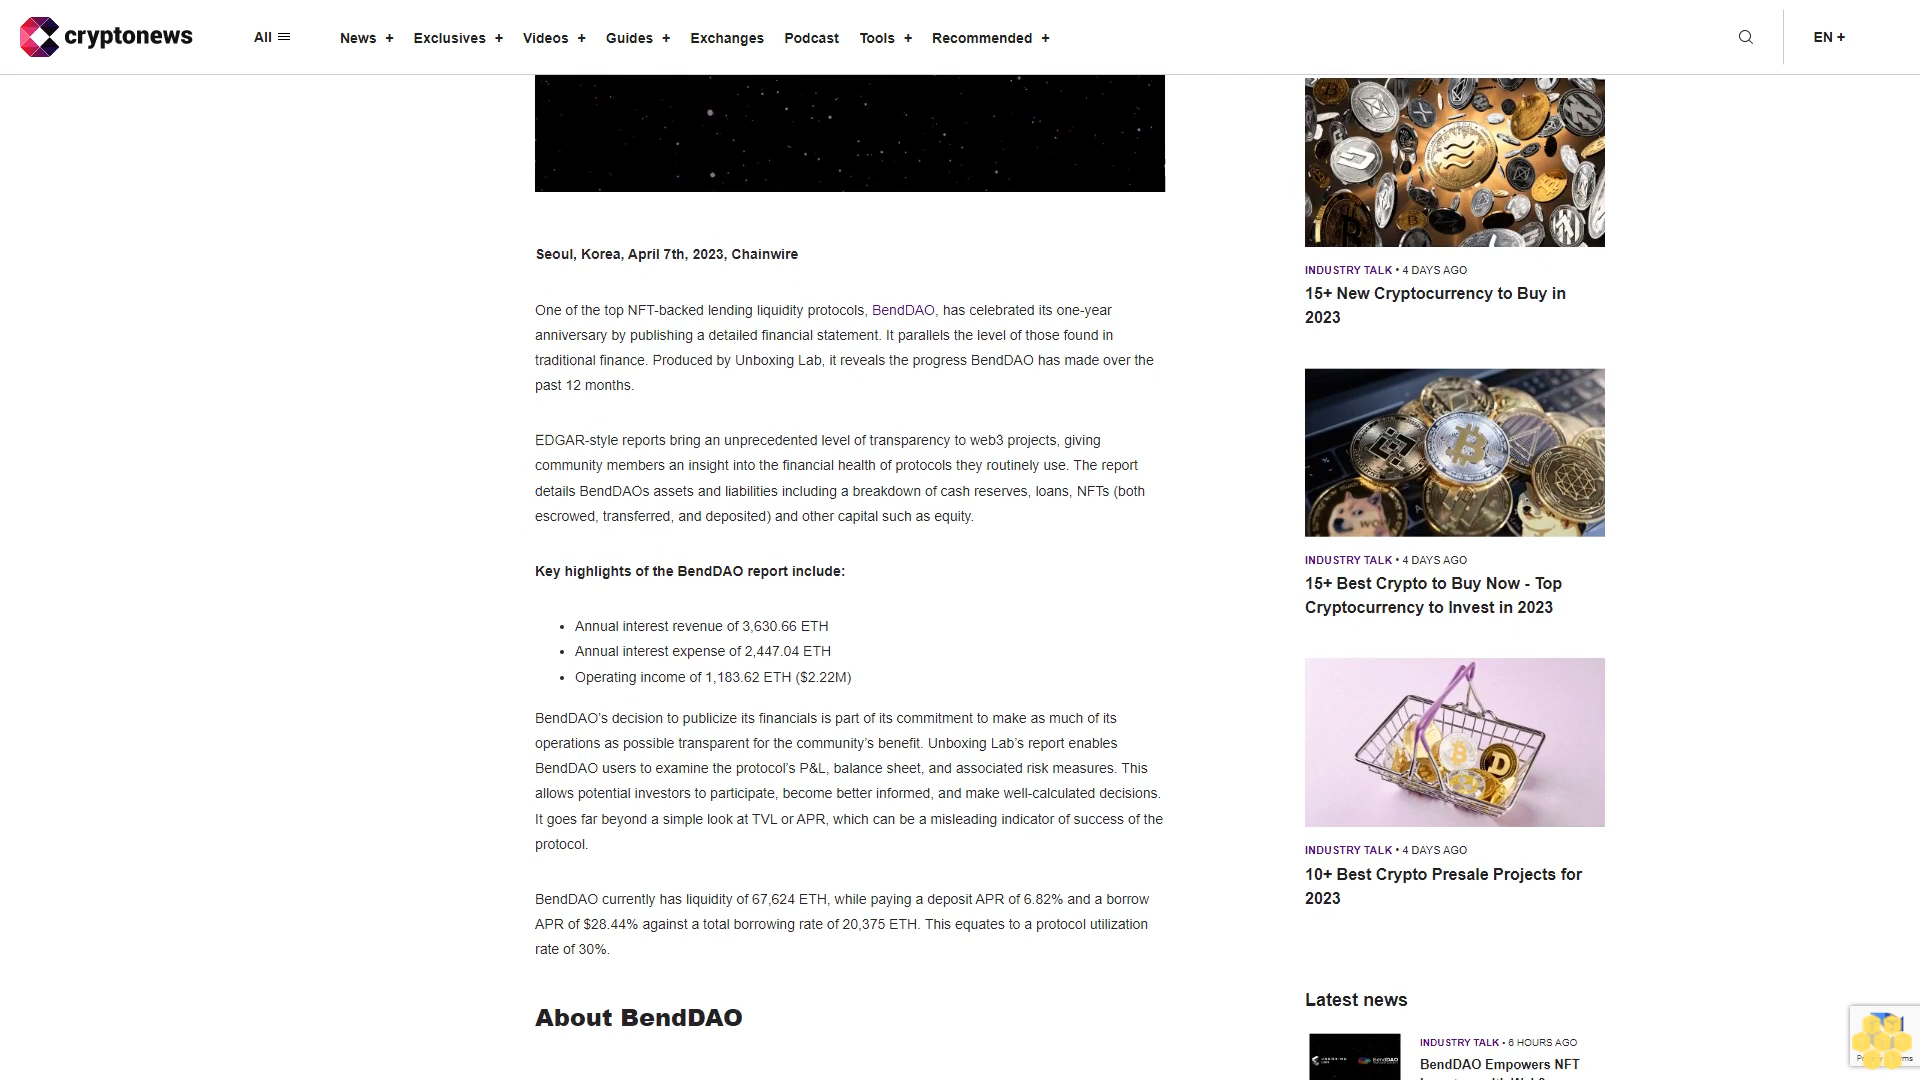 cryptonews
All
News +
Exclusives +
Videos +
Guides +
Exchanges
Podcast
Tools +
Recommended +
EN +
Seoul, Korea, April 7th, 2023, Chainwire
One of the top NFT-backed lending liquidity protocols, BendDAO, has celebrated its one-year
anniversary by publishing a detailed financial statement. It parallels the level of those found in
traditional finance. Produced by Unboxing Lab, it reveals the progress BendDAO has made over the
past 12 months.
EDGAR-style reports bring an unprecedented level of transparency to web3 projects, giving
community members an insight into the financial health of protocols they routinely use. The report
details BendDAOs assets and liabilities including a breakdown of cash reserves, loans, NFTs (both
escrowed, transferred, and deposited) and other capital such as equity.
Key highlights of the BendDAO report include:
• Annual interest revenue of 3,630.66 ETH
• Annual interest expense of 2,447.04 ETH
• Operating income of 1,183.62 ETH ($2.22M)
BendDAO’s decision to publicize its financials is part of its commitment to make as much of its
operations as possible transparent for the community’s benefit. Unboxing Lab’s report enables
BendDAO users to examine the protocol’s P&L, balance sheet, and associated risk measures. This
allows potential investors to participate, become better informed, and make well-calculated decisions.
It goes far beyond a simple look at TVL or APR, which can be a misleading indicator of success of the
protocol.
BendDAO currently has liquidity of 67,624 ETH, while paying a deposit APR of 6.82% and a borrow
APR of $28.44% against a total borrowing rate of 20,375 ETH. This equates to a protocol utilization
rate of 30%.
About BendDAO
INDUSTRY TALK • 4 DAYS AGO
15+ New Cryptocurrency to Buy in
2023
INDUSTRY TALK • 4 DAYS AGO
15+ Best Crypto to Buy Now - Top
Cryptocurrency to Invest in 2023
INDUSTRY TALK • 4 DAYS AGO
10+ Best Crypto Presale Projects for
2023
Latest news
BendDAO
INDUSTRY TALK • 6 HOURS AGO
BendDAO Empowers NFT